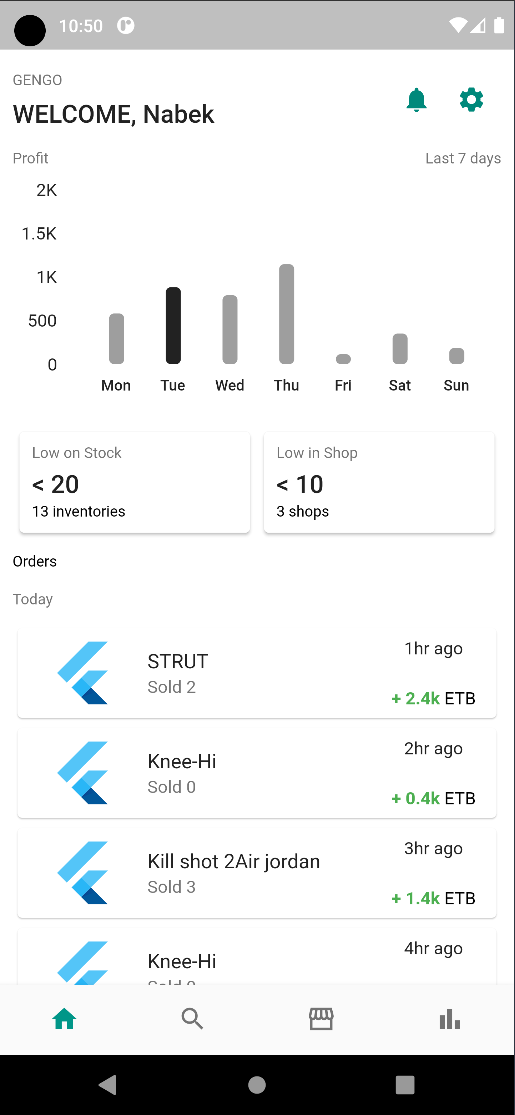 10:50
GENGO
WELCOME, Nabek
Profit
Last 7 days
2K
1.5K
1K
500
0
Mon Tue Wed Thu Fri Sat Sun
Low on Stock
< 20
13 inventories
Low in Shop
< 10
3 shops
Orders
Today
STRUT
Sold 2
1hr ago
+ 2.4k ETB
Knee-Hi
Sold 0
2hr ago
+ 0.4k ETB
Kill shot 2Air jordan
Sold 3
3hr ago
+ 1.4k ETB
Knee-Hi
4hr ago